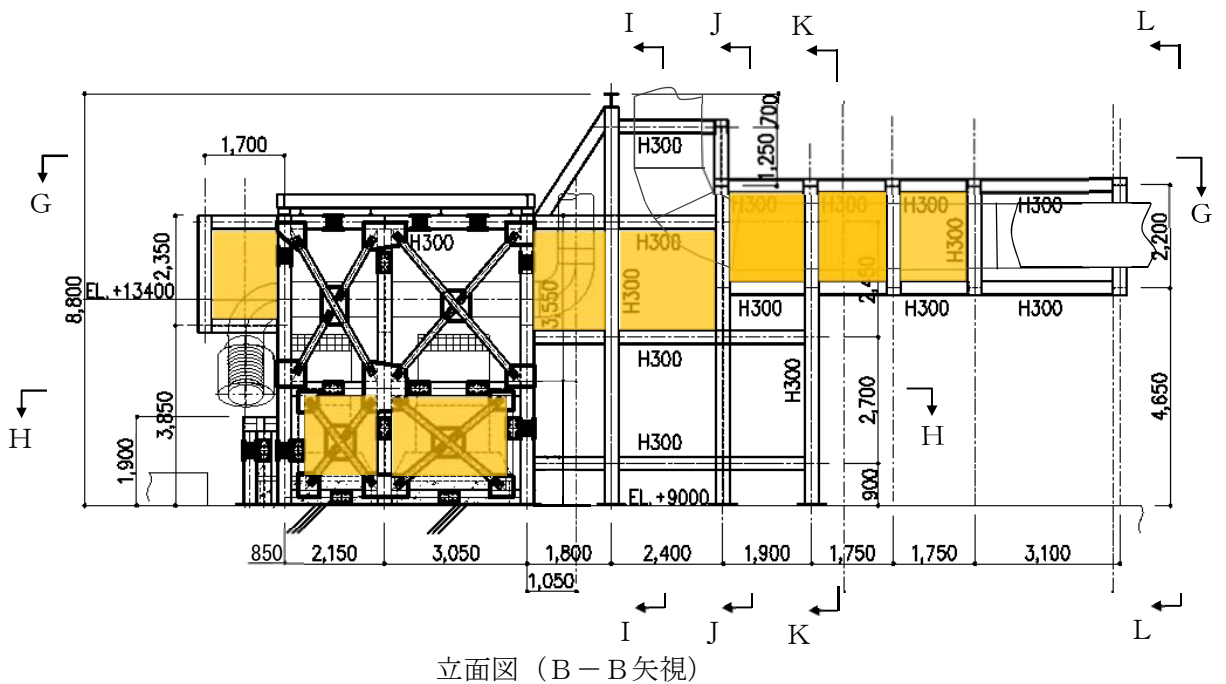 I
J
K
L
700
1,250
8,800
1,700
H300
G
G
H300
H300
H300
H300
H300
H300
H300
2,350
H300
2,200
EL. +13400
3,550
H300
2,450
H300
H300
H300
H300
H
3,850
1,900
2,700
H
4,650
H300
EL. +9000
900
850
2,150
3,050
1,800
2,400
1,900
1,750
1,750
3,100
1,050
I
J
K
L
立面図(B-B矢視)